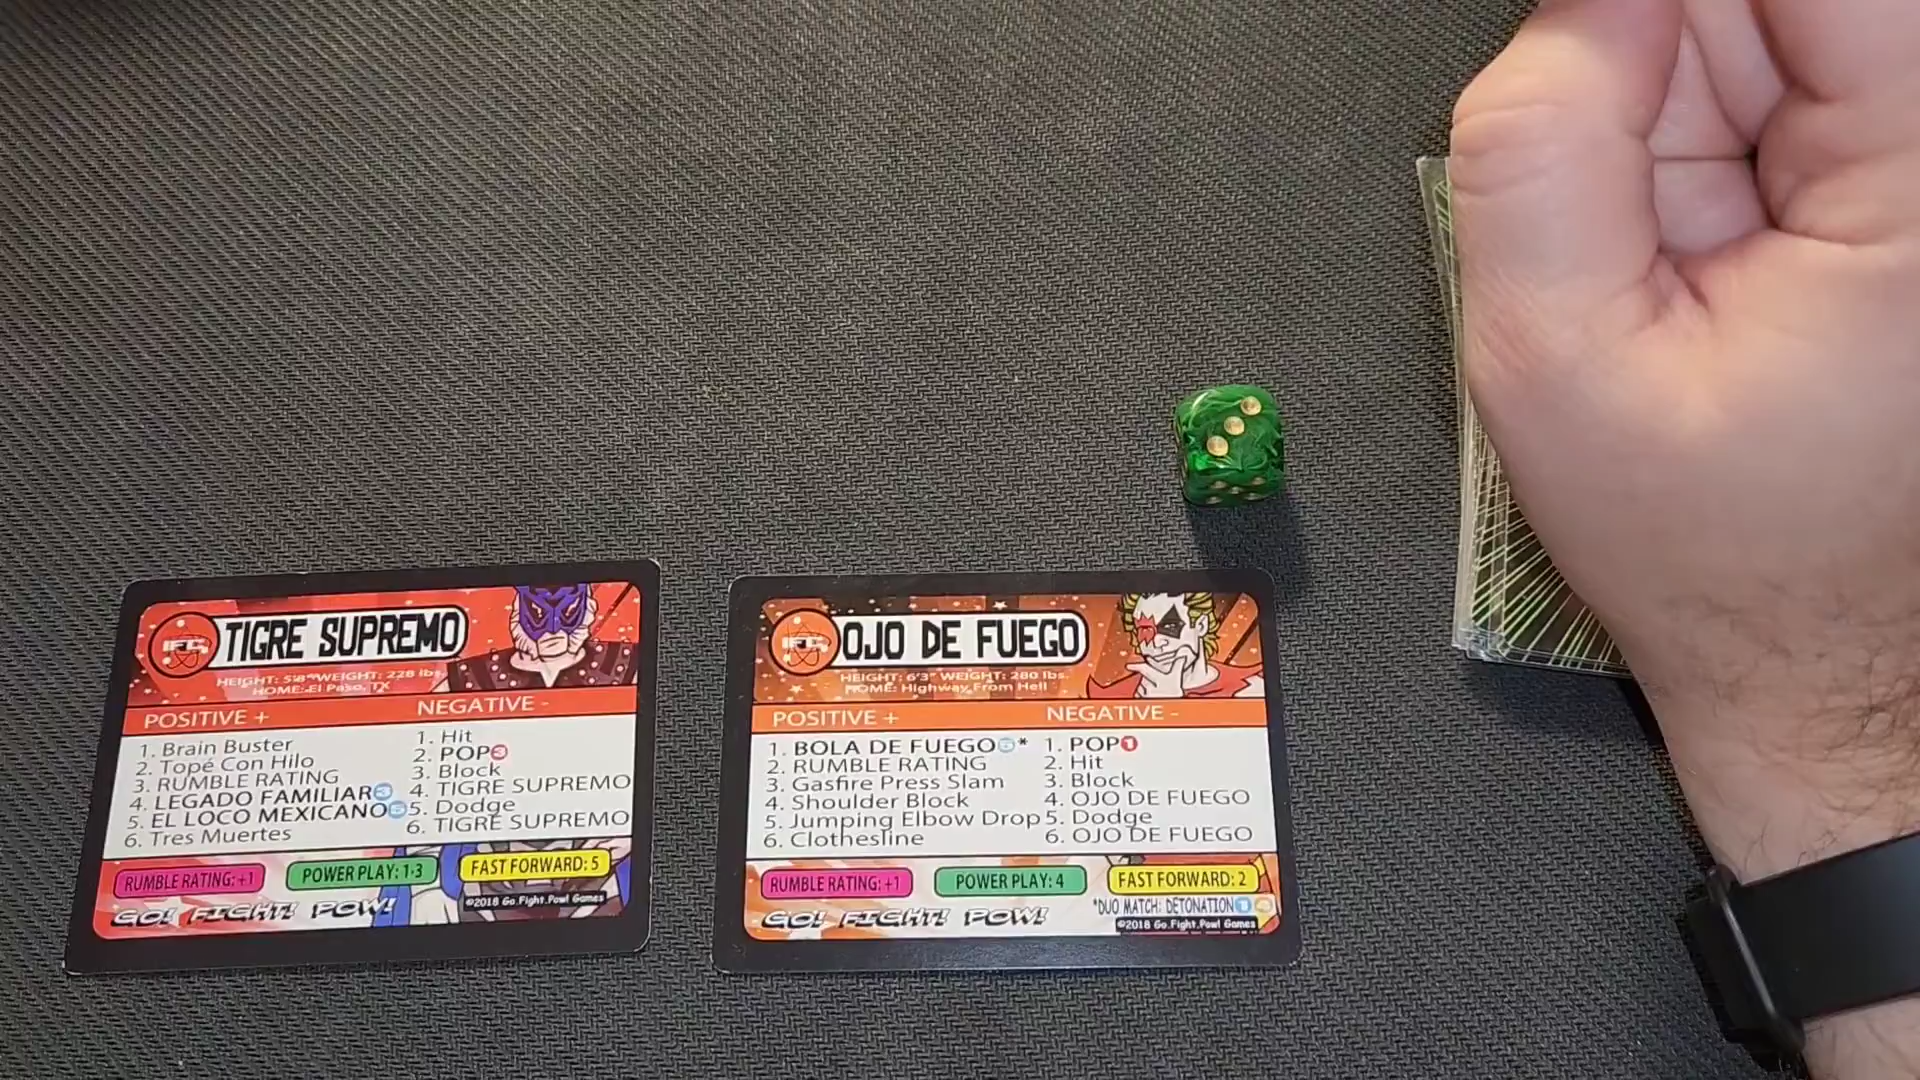 IFC
TIGRE SUPREMO
HEIGHT: 5'8" WEIGHT: 228 lbs.
HOME: El Paso, TX
POSITIVE +
NEGATIVE -
1. Brain Buster
2. Topé Con Hilo
3. RUMBLE RATING
4. LEGADO FAMILIAR 3
5. EL LOCO MEXICANO
6. Tres Muertes
1. Hit
2. POP 3
3. Block
4. TIGRE SUPREMO
5. Dodge
6. TIGRE SUPREMO
RUMBLE RATING: +1
POWER PLAY: 1-3
FAST FORWARD: 5
GO! FIGHT! POW!
©2018 Go.Fight.Pow! Games
OJO DE FUEGO
HEIGHT: 6'3" WEIGHT: 280 lbs.
HOME: Highway From Hell
POSITIVE +
NEGATIVE -
1. BOLA DE FUEGO *
2. RUMBLE RATING
3. Gasfire Press Slam
4. Shoulder Block
5. Jumping Elbow Drop
6. Clothesline
1. POP 1
2. Hit
3. Block
4. OJO DE FUEGO
5. Dodge
6. OJO DE FUEGO
RUMBLE RATING: +1
POWER PLAY: 4
FAST FORWARD: 2
*DUO MATCH: DETONATION
GO! FIGHT! POW!
©2018 Go.Fight.Pow! Games